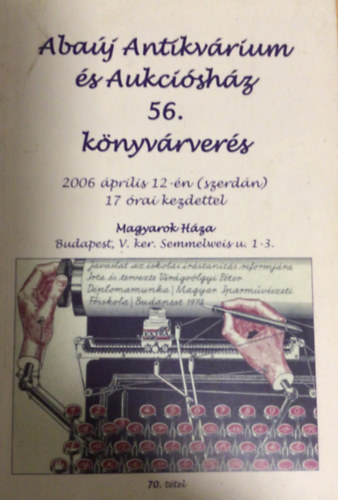 Abaúj Antikvárium
és Aukciósház
56.
könyvárverés
2006 április 12-én (szerdán)
17 órai kezdettel
Magyarok Háza
Budapest, V. ker. Semmelweis u. 1-3.
Javaslat az iskolai írástanítás reformjára
Írta és tervezte Virágvölgyi Péter
Diplomamunka | Magyar Iparművészeti
Főiskola | Budapest 1972
70. tétel